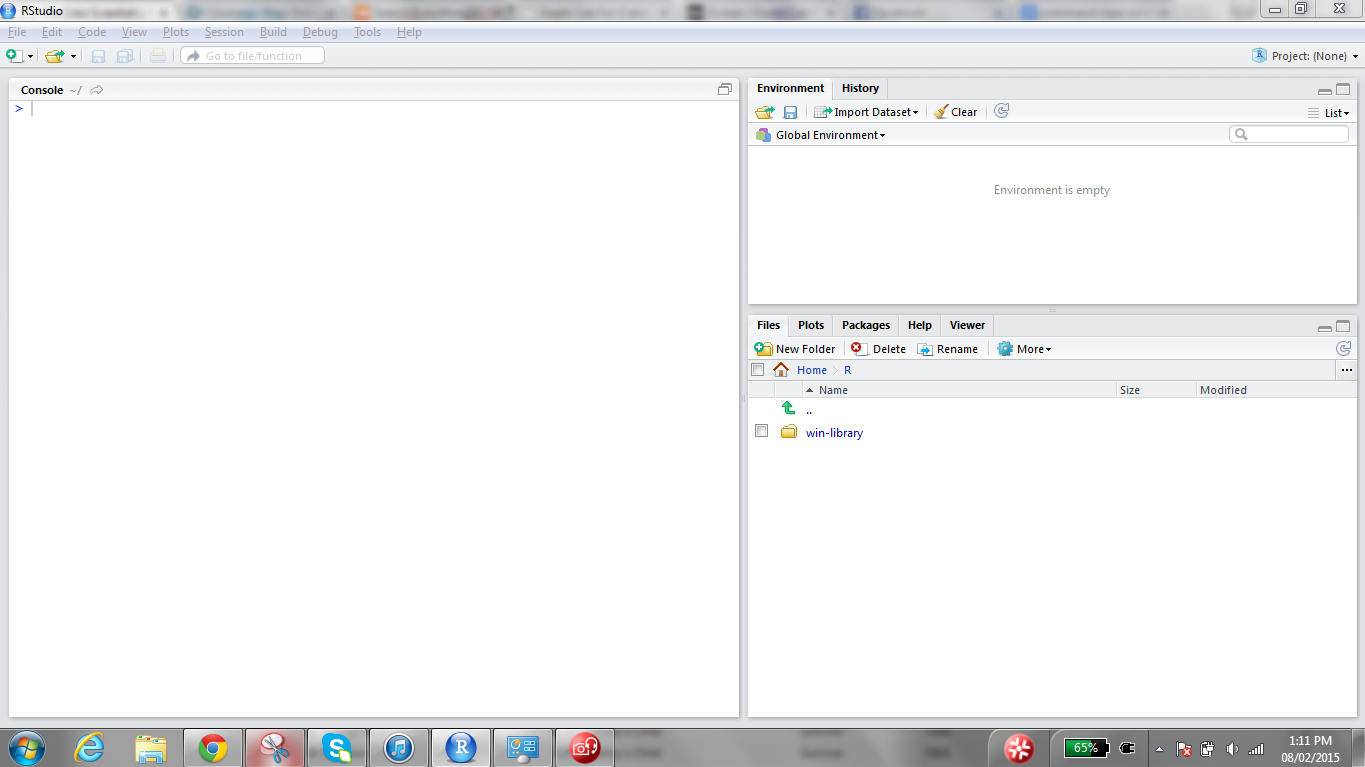 RStudio
File Edit Code View Plots Session Build Debug Tools Help
Go to file/function
Project: (None)
Console ~/
>
Environment History
Import Dataset Clear
List
Global Environment
Environment is empty
Files Plots Packages Help Viewer
New Folder Delete Rename More
Home R
Name Size Modified
..
win-library
65%
1:11 PM
08/02/2015